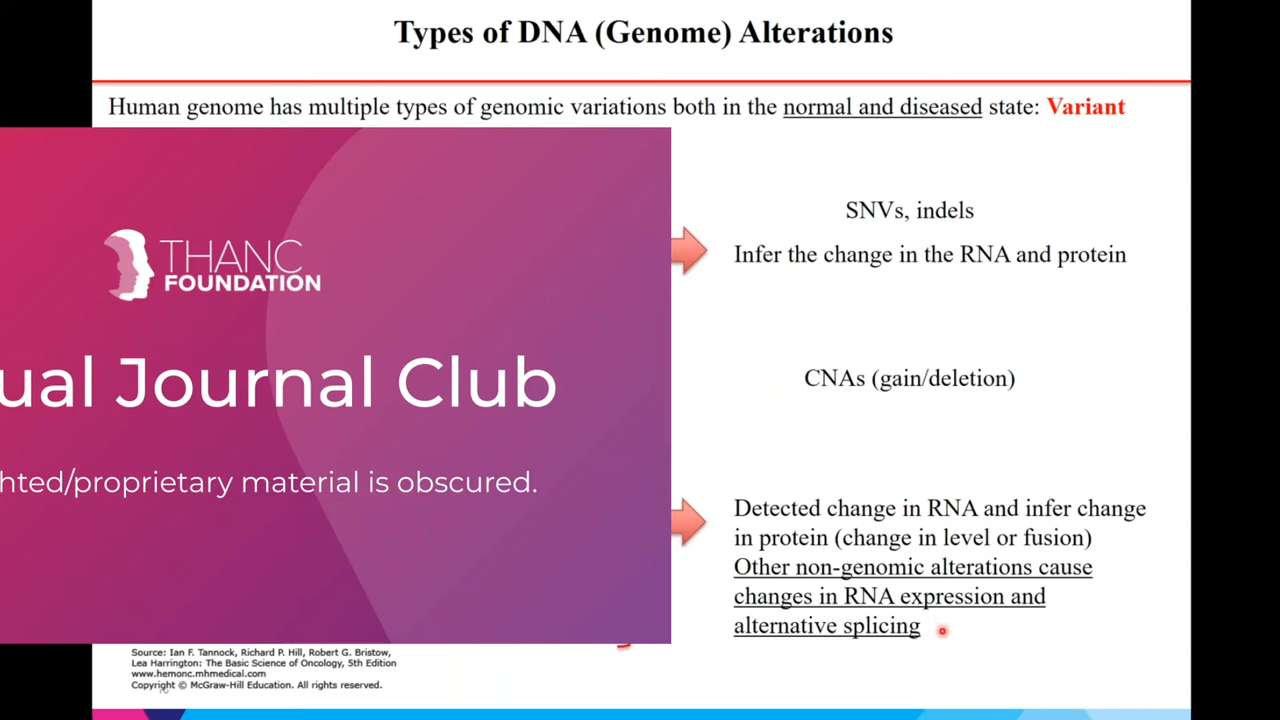 Types of DNA (Genome) Alterations
Human genome has multiple types of genomic variations both in the normal and diseased state: Variant
SNVs, indels
Infer the change in the RNA and protein
THANC
FOUNDATION
ual Journal Club
CNAs (gain/deletion)
hted/proprietary material is obscured.
Detected change in RNA and infer change
in protein (change in level or fusion)
Other non-genomic alterations cause
changes in RNA expression and
alternative splicing
Source: Ian F. Tannock, Richard P. Hill, Robert G. Bristow,
Lea Harrington: The Basic Science of Oncology, 5th Edition
www.hemonc.mhmedical.com
Copyright © McGraw-Hill Education. All rights reserved.